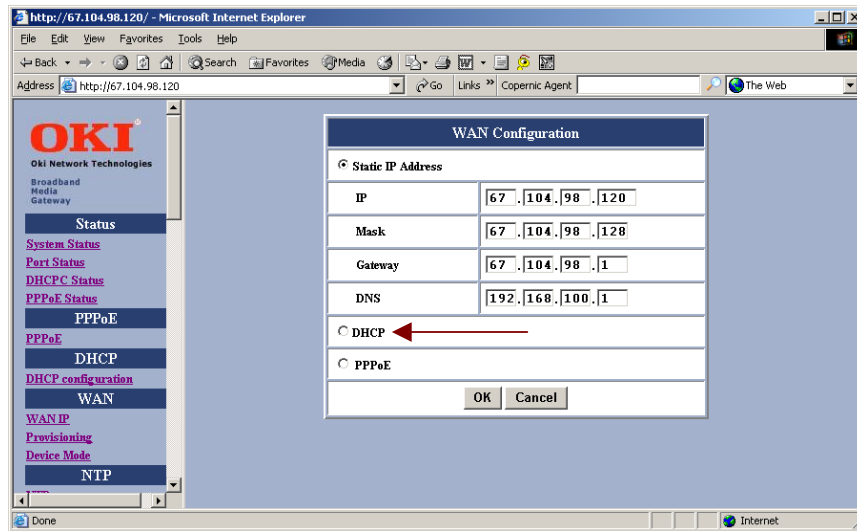 http://67.104.98.120/ - Microsoft Internet Explorer
File Edit View Favorites Tools Help
Back Search Favorites Media
Address http://67.104.98.120 Go Links » Copernic Agent The Web
OKI
Oki Network Technologies
Broadband
Media
Gateway
Status
System Status
Port Status
DHCPC Status
PPPoE Status
PPPoE
PPPoE
DHCP
DHCP configuration
WAN
WAN IP
Provisioning
Device Mode
NTP
WAN Configuration
Static IP Address
IP 67 . 104 . 98 . 120
Mask 67 . 104 . 98 . 128
Gateway 67 . 104 . 98 . 1
DNS 192 . 168 . 100 . 1
DHCP
PPPoE
OK Cancel
Done Internet